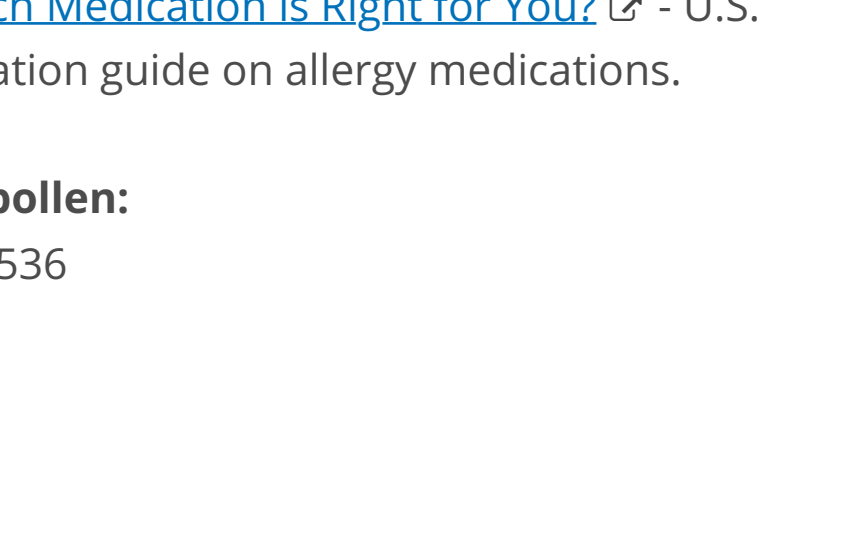 ch Medication is Right for You? - U.S.
ation guide on allergy medications.
pollen:
536